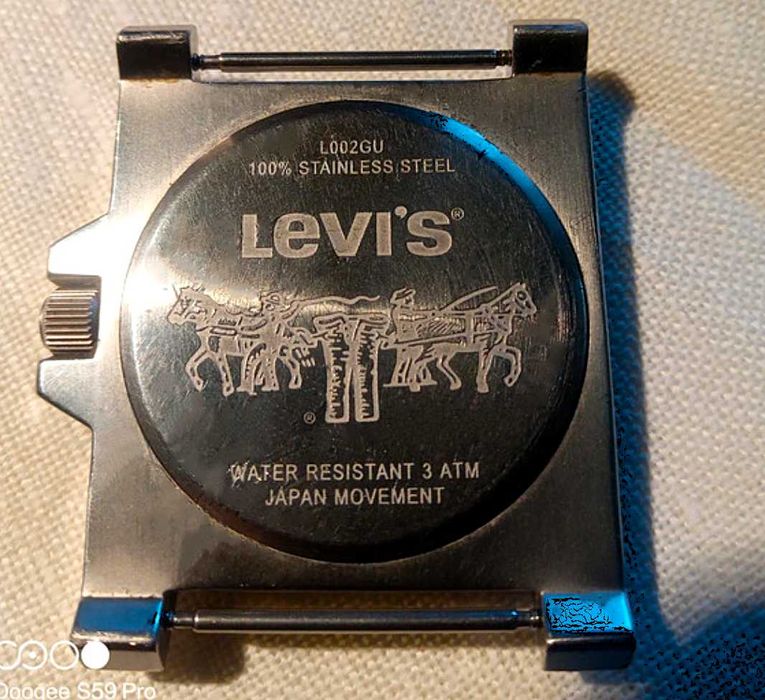 L002GU
100% STAINLESS STEEL
LEVI'S®
®
WATER RESISTANT 3 ATM
JAPAN MOVEMENT
Doogee S59 Pro